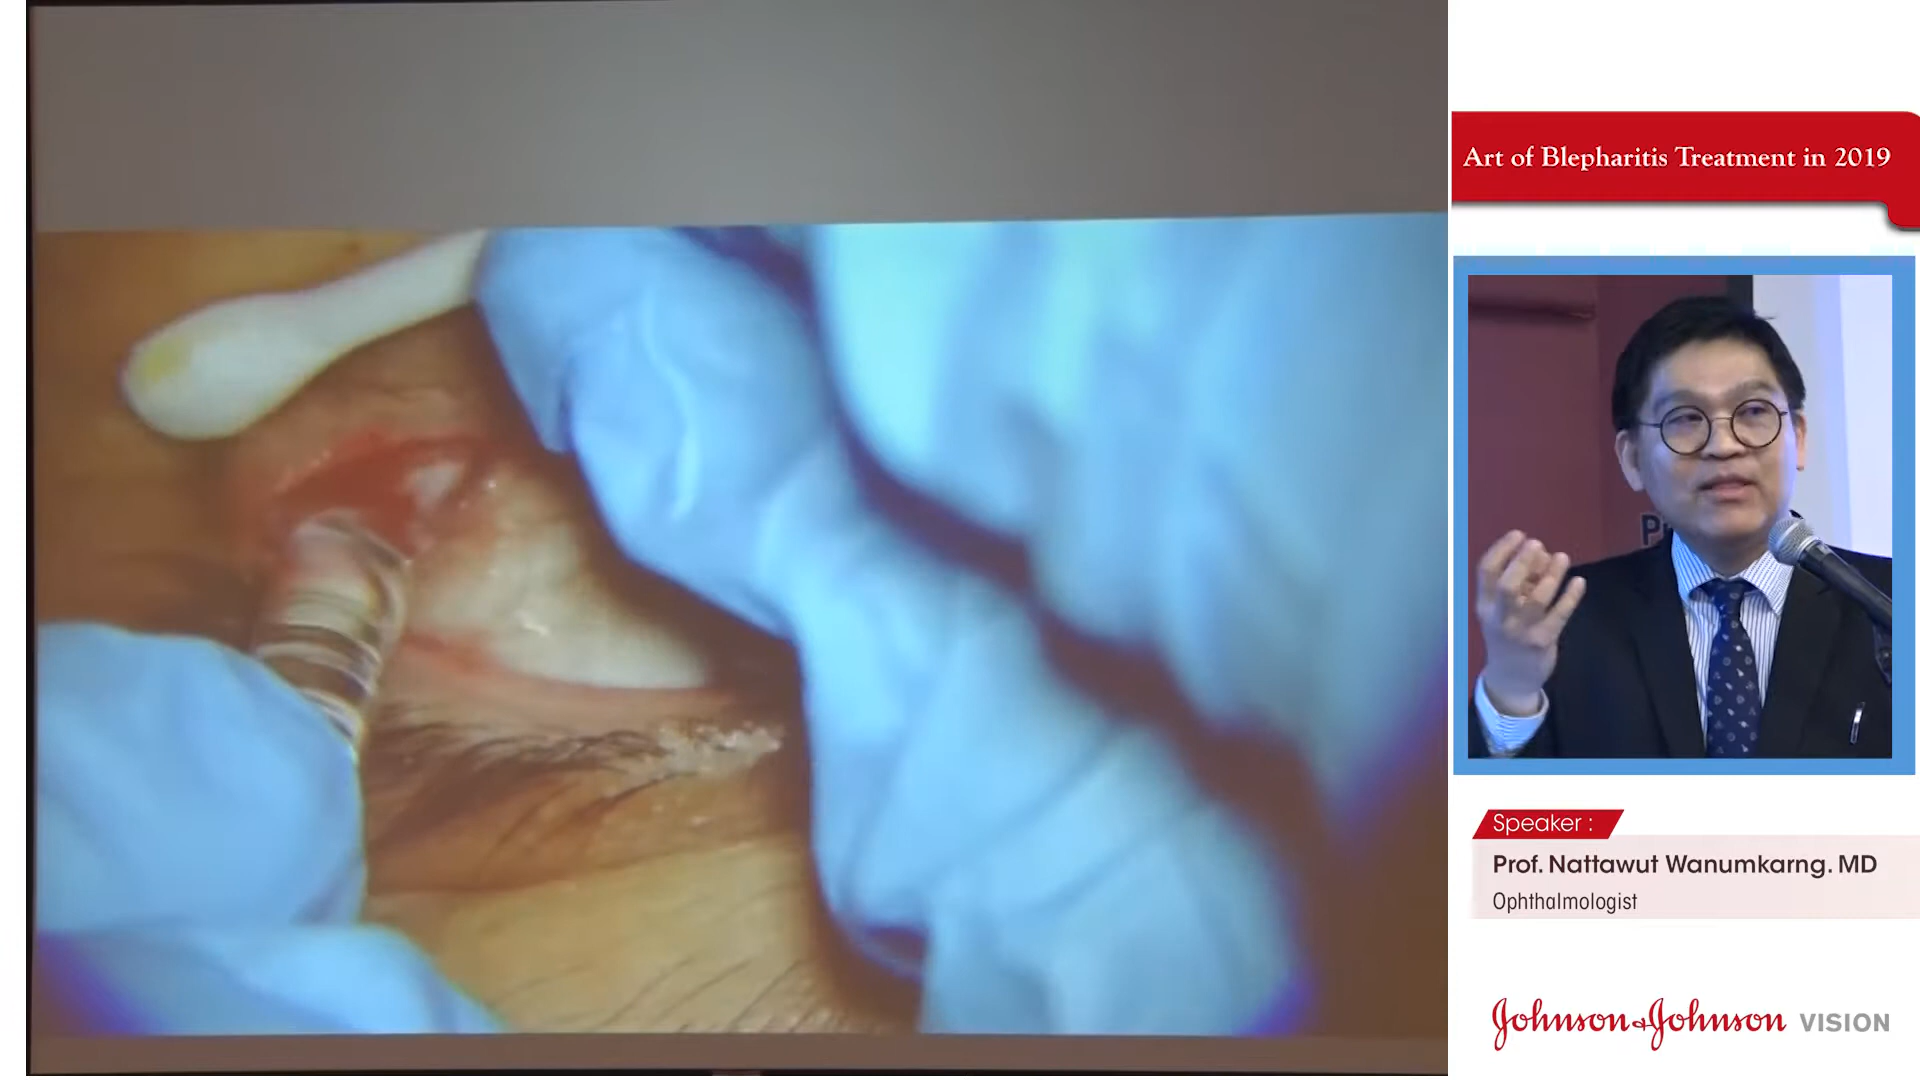 Art of Blepharitis Treatment in 2019
Speaker :
Prof. Nattawut Wanumkarng. MD
Ophthalmologist
Johnson & Johnson VISION